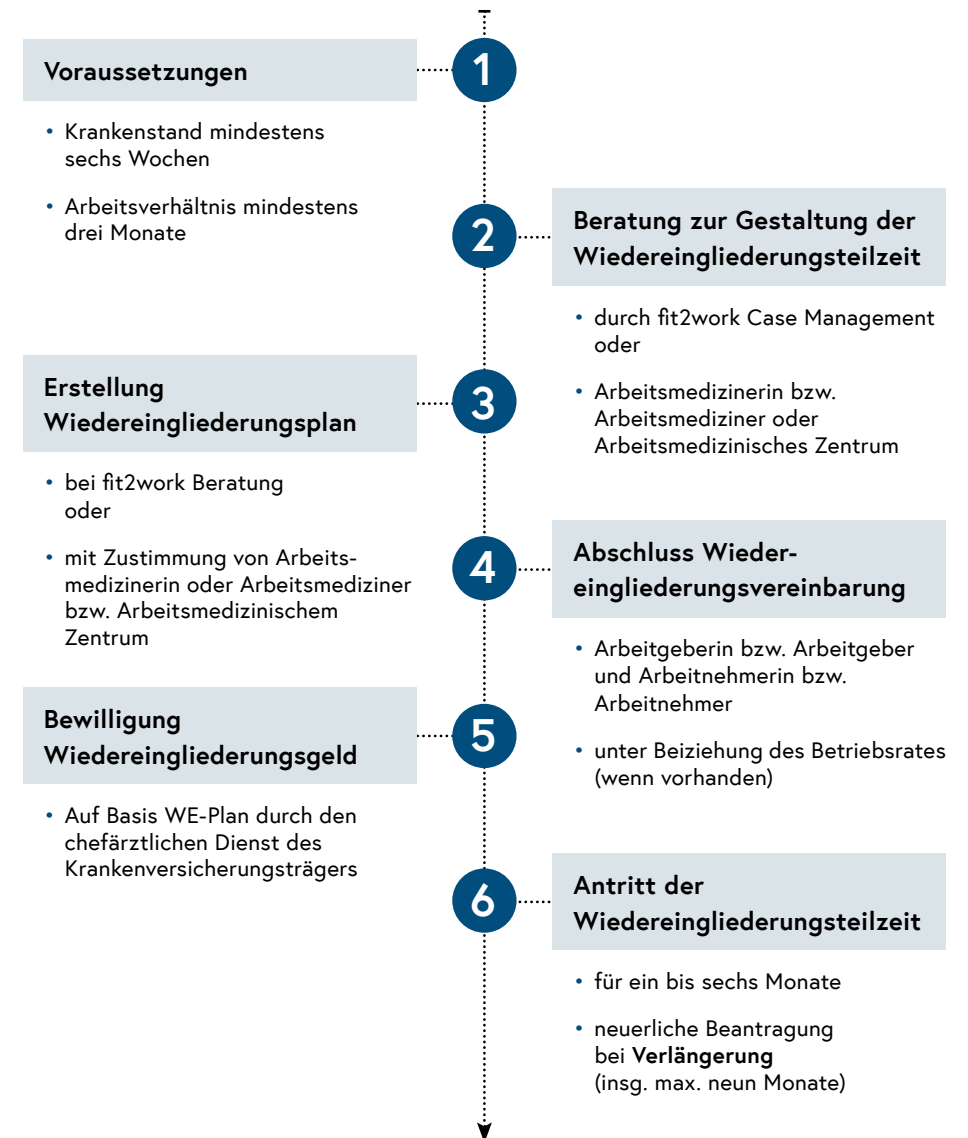 1
Voraussetzungen
• Krankenstand mindestens
sechs Wochen
• Arbeitsverhältnis mindestens
drei Monate
2
Beratung zur Gestaltung der
Wiedereingliederungsteilzeit
• durch fit2work Case Management
oder
• Arbeitsmedizinerin bzw.
Arbeitsmediziner oder
Arbeitsmedizinisches Zentrum
3
Erstellung
Wiedereingliederungsplan
• bei fit2work Beratung
oder
• mit Zustimmung von Arbeits-
medizinerin oder Arbeitsmediziner
bzw. Arbeitsmedizinischem
Zentrum
4
Abschluss Wieder-
eingliederungsvereinbarung
• Arbeitgeberin bzw. Arbeitgeber
und Arbeitnehmerin bzw.
Arbeitnehmer
• unter Beiziehung des Betriebsrates
(wenn vorhanden)
5
Bewilligung
Wiedereingliederungsgeld
• Auf Basis WE-Plan durch den
chefärztlichen Dienst des
Krankenversicherungsträgers
6
Antritt der
Wiedereingliederungsteilzeit
• für ein bis sechs Monate
• neuerliche Beantragung
bei Verlängerung
(insg. max. neun Monate)